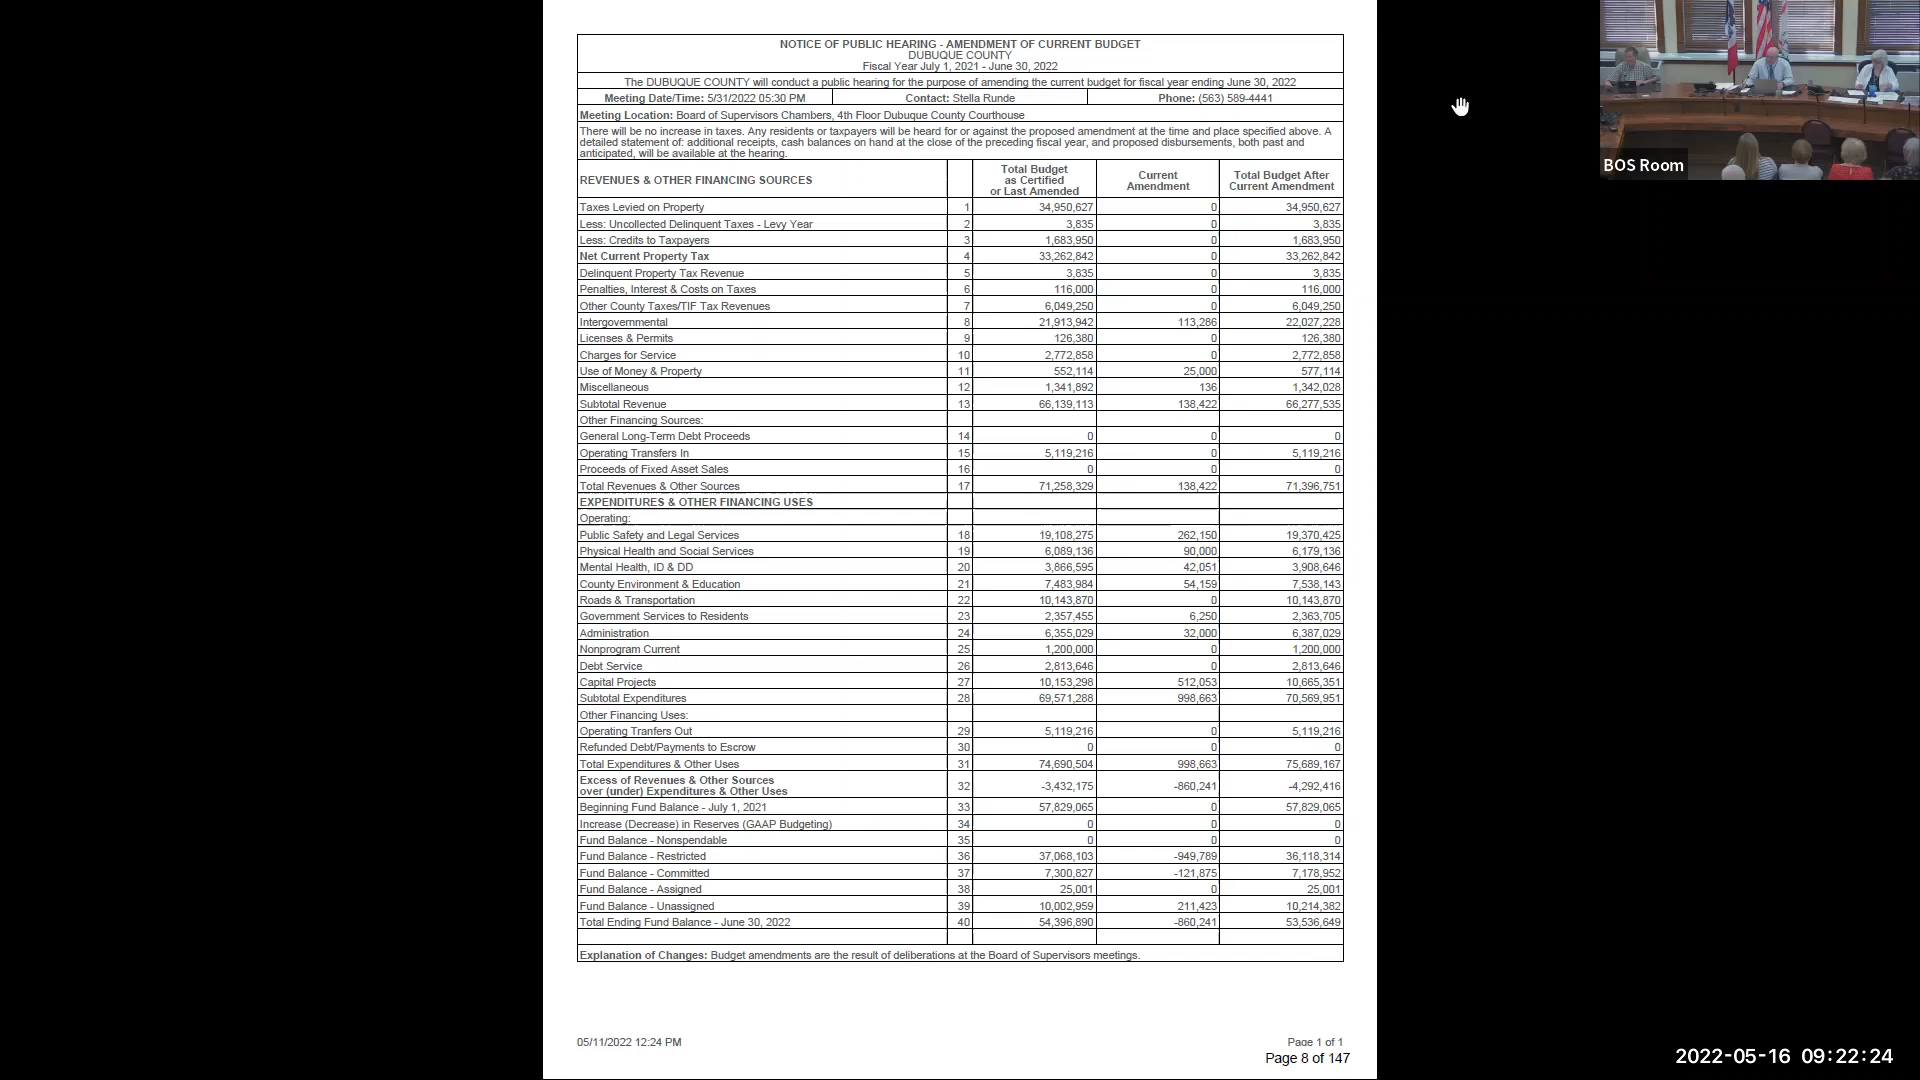 NOTICE OF PUBLIC HEARING - AMENDMENT OF CURRENT BUDGET
DUBUQUE COUNTY
Fiscal Year July 1, 2021 - June 30, 2022
The DUBUQUE COUNTY will conduct a public hearing for the purpose of amending the current budget for fiscal year ending June 30, 2022
Meeting Date/Time: 5/31/2022 05:30 PM Contact: Stella Runde Phone: (563) 589-4441
Meeting Location: Board of Supervisors Chambers, 4th Floor Dubuque County Courthouse
There will be no increase in taxes. Any residents or taxpayers will be heard for or against the proposed amendment at the time and place specified above. A
detailed statement of: additional receipts, cash balances on hand at the close of the preceding fiscal year, and proposed disbursements, both past and
anticipated, will be available at the hearing.
REVENUES & OTHER FINANCING SOURCES
Total Budget
as Certified
or Last Amended
Current
Amendment
Total Budget After
Current Amendment
Taxes Levied on Property 1 34,950,627 0 34,950,627
Less: Uncollected Delinquent Taxes - Levy Year 2 3,835 0 3,835
Less: Credits to Taxpayers 3 1,683,950 0 1,683,950
Net Current Property Tax 4 33,262,842 0 33,262,842
Delinquent Property Tax Revenue 5 3,835 0 3,835
Penalties, Interest & Costs on Taxes 6 116,000 0 116,000
Other County Taxes/TIF Tax Revenues 7 6,049,250 0 6,049,250
Intergovernmental 8 21,913,942 113,286 22,027,228
Licenses & Permits 9 126,380 0 126,380
Charges for Service 10 2,772,858 0 2,772,858
Use of Money & Property 11 552,114 25,000 577,114
Miscellaneous 12 1,341,892 136 1,342,028
Subtotal Revenue 13 66,139,113 138,422 66,277,535
Other Financing Sources:
General Long-Term Debt Proceeds 14 0 0 0
Operating Transfers In 15 5,119,216 0 5,119,216
Proceeds of Fixed Asset Sales 16 0 0 0
Total Revenues & Other Sources 17 71,258,329 138,422 71,396,751
EXPENDITURES & OTHER FINANCING USES
Operating:
Public Safety and Legal Services 18 19,108,275 262,150 19,370,425
Physical Health and Social Services 19 6,089,136 90,000 6,179,136
Mental Health, ID & DD 20 3,866,595 42,051 3,908,646
County Environment & Education 21 7,483,984 54,159 7,538,143
Roads & Transportation 22 10,143,870 0 10,143,870
Government Services to Residents 23 2,357,455 6,250 2,363,705
Administration 24 6,355,029 32,000 6,387,029
Nonprogram Current 25 1,200,000 0 1,200,000
Debt Service 26 2,813,646 0 2,813,646
Capital Projects 27 10,153,298 512,053 10,665,351
Subtotal Expenditures 28 69,571,288 998,663 70,569,951
Other Financing Uses:
Operating Tranfers Out 29 5,119,216 0 5,119,216
Refunded Debt/Payments to Escrow 30 0 0 0
Total Expenditures & Other Uses 31 74,690,504 998,663 75,689,167
Excess of Revenues & Other Sources
over (under) Expenditures & Other Uses 32 -3,432,175 -860,241 -4,292,416
Beginning Fund Balance - July 1, 2021 33 57,829,065 0 57,829,065
Increase (Decrease) in Reserves (GAAP Budgeting) 34 0 0 0
Fund Balance - Nonspendable 35 0 0 0
Fund Balance - Restricted 36 37,068,103 -949,789 36,118,314
Fund Balance - Committed 37 7,300,827 -121,875 7,178,952
Fund Balance - Assigned 38 25,001 0 25,001
Fund Balance - Unassigned 39 10,002,959 211,423 10,214,382
Total Ending Fund Balance - June 30, 2022 40 54,396,890 -860,241 53,536,649
Explanation of Changes: Budget amendments are the result of deliberations at the Board of Supervisors meetings.
05/11/2022 12:24 PM Page 1 of 1
Page 8 of 147
BOS Room
2022-05-16 09:22:24